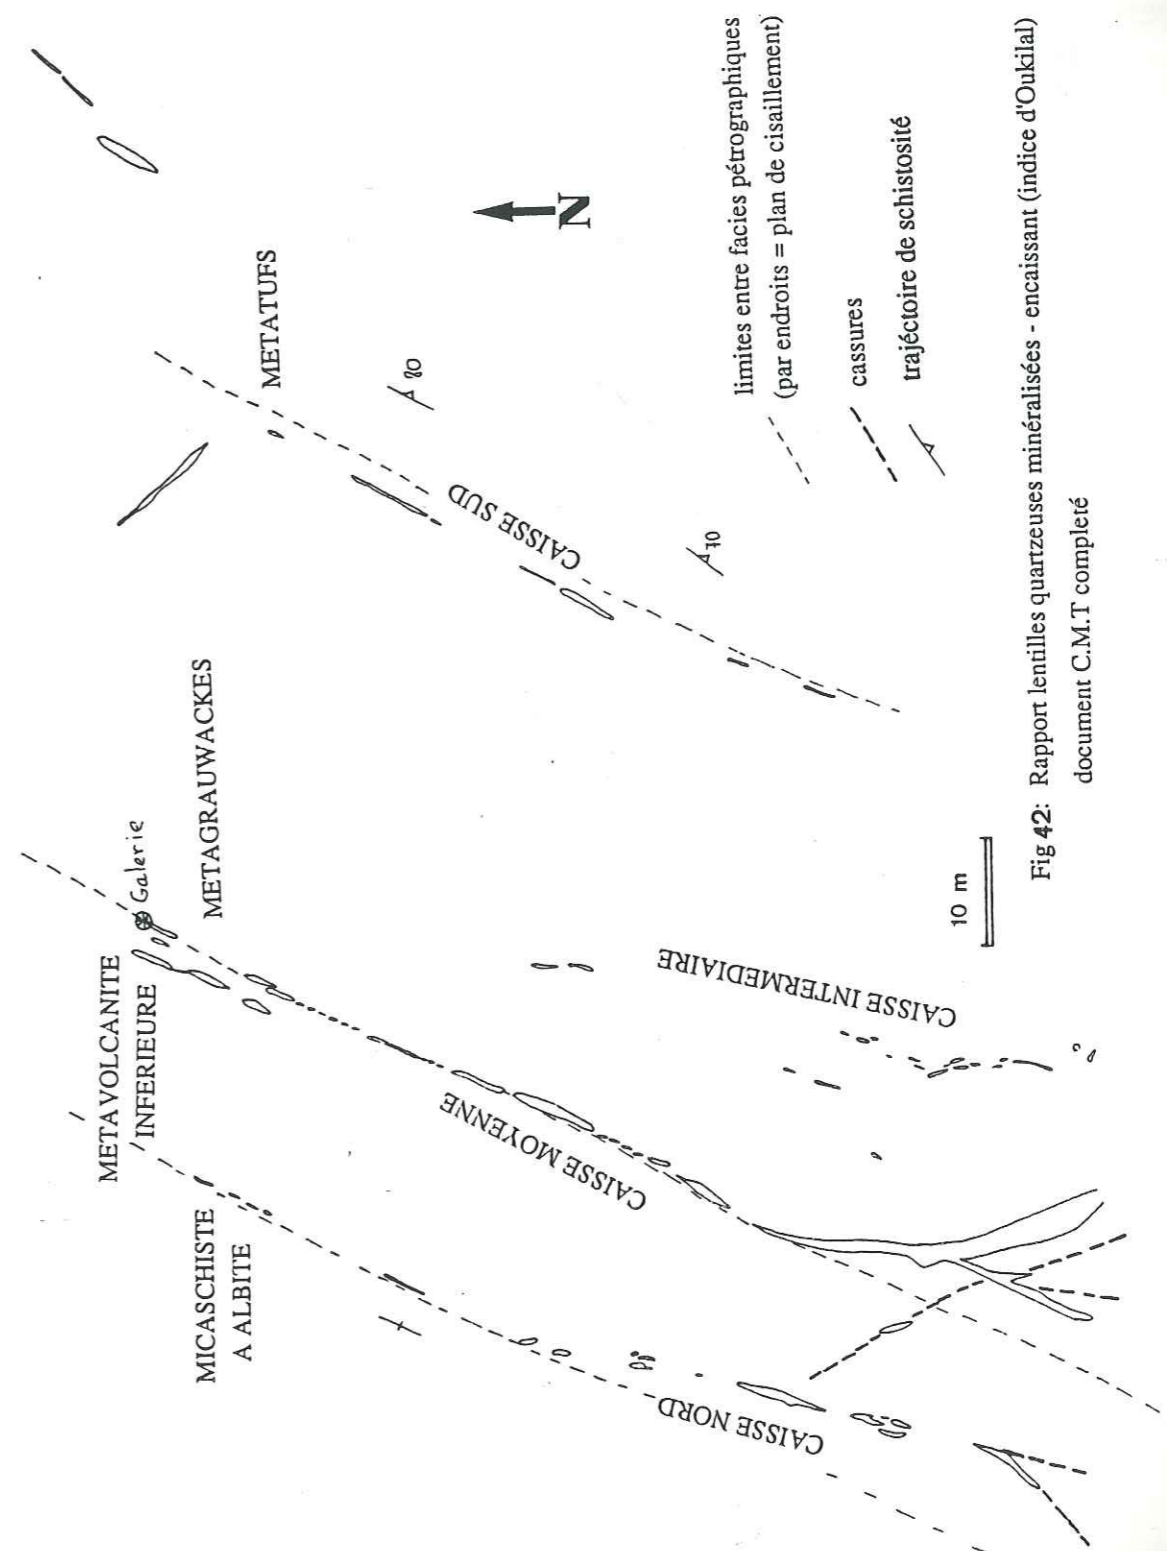 METATUFS
80
N
CAISSE SUD
70
METAGRAUWACKES
Galerie
METAVOLCANITE
INFERIEURE
CAISSE MOYENNE
CAISSE INTERMEDIAIRE
MICASCHISTE
A ALBITE
CAISSE NORD
limites entre facies pétrographiques
(par endroits = plan de cisaillement)
cassures
trajéctoire de schistosité
10 m
Fig 42: Rapport lentilles quartzeuses minéralisées - encaissant (indice d'Oukilal)
document C.M.T completé